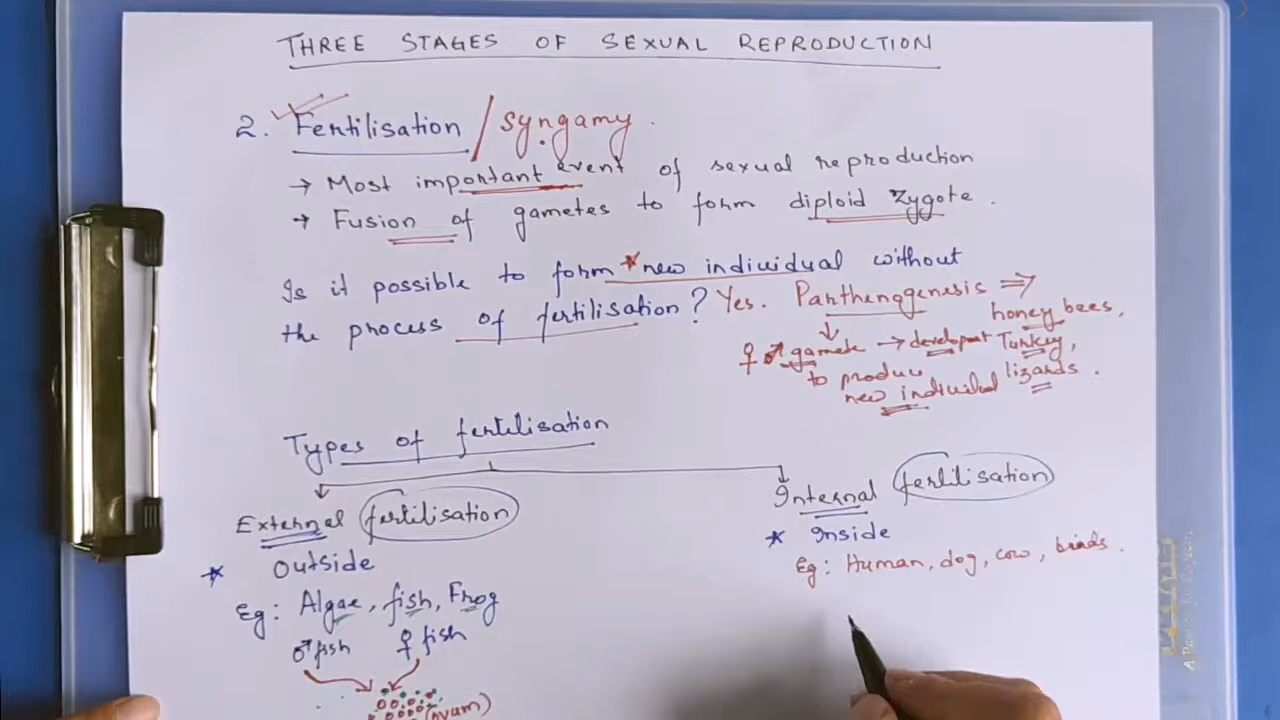 THREE STAGES OF SEXUAL REPRODUCTION
2. Fertilisation / Syngamy.
→ Most important event of sexual reproduction
→ Fusion of gametes to form diploid zygote.
Is it possible to form * new individual without
the process of fertilisation? Yes. Parthenogenesis ⇒
honey bees,
Turkey,
lizards.
♀ gamete → development
to produce
new individual
Types of fertilisation
External fertilisation
* Outside
Eg: Algae, fish, Frog
♂ fish ♀ fish
Internal fertilisation
* Inside
Eg: Human, dog, cow, birds.